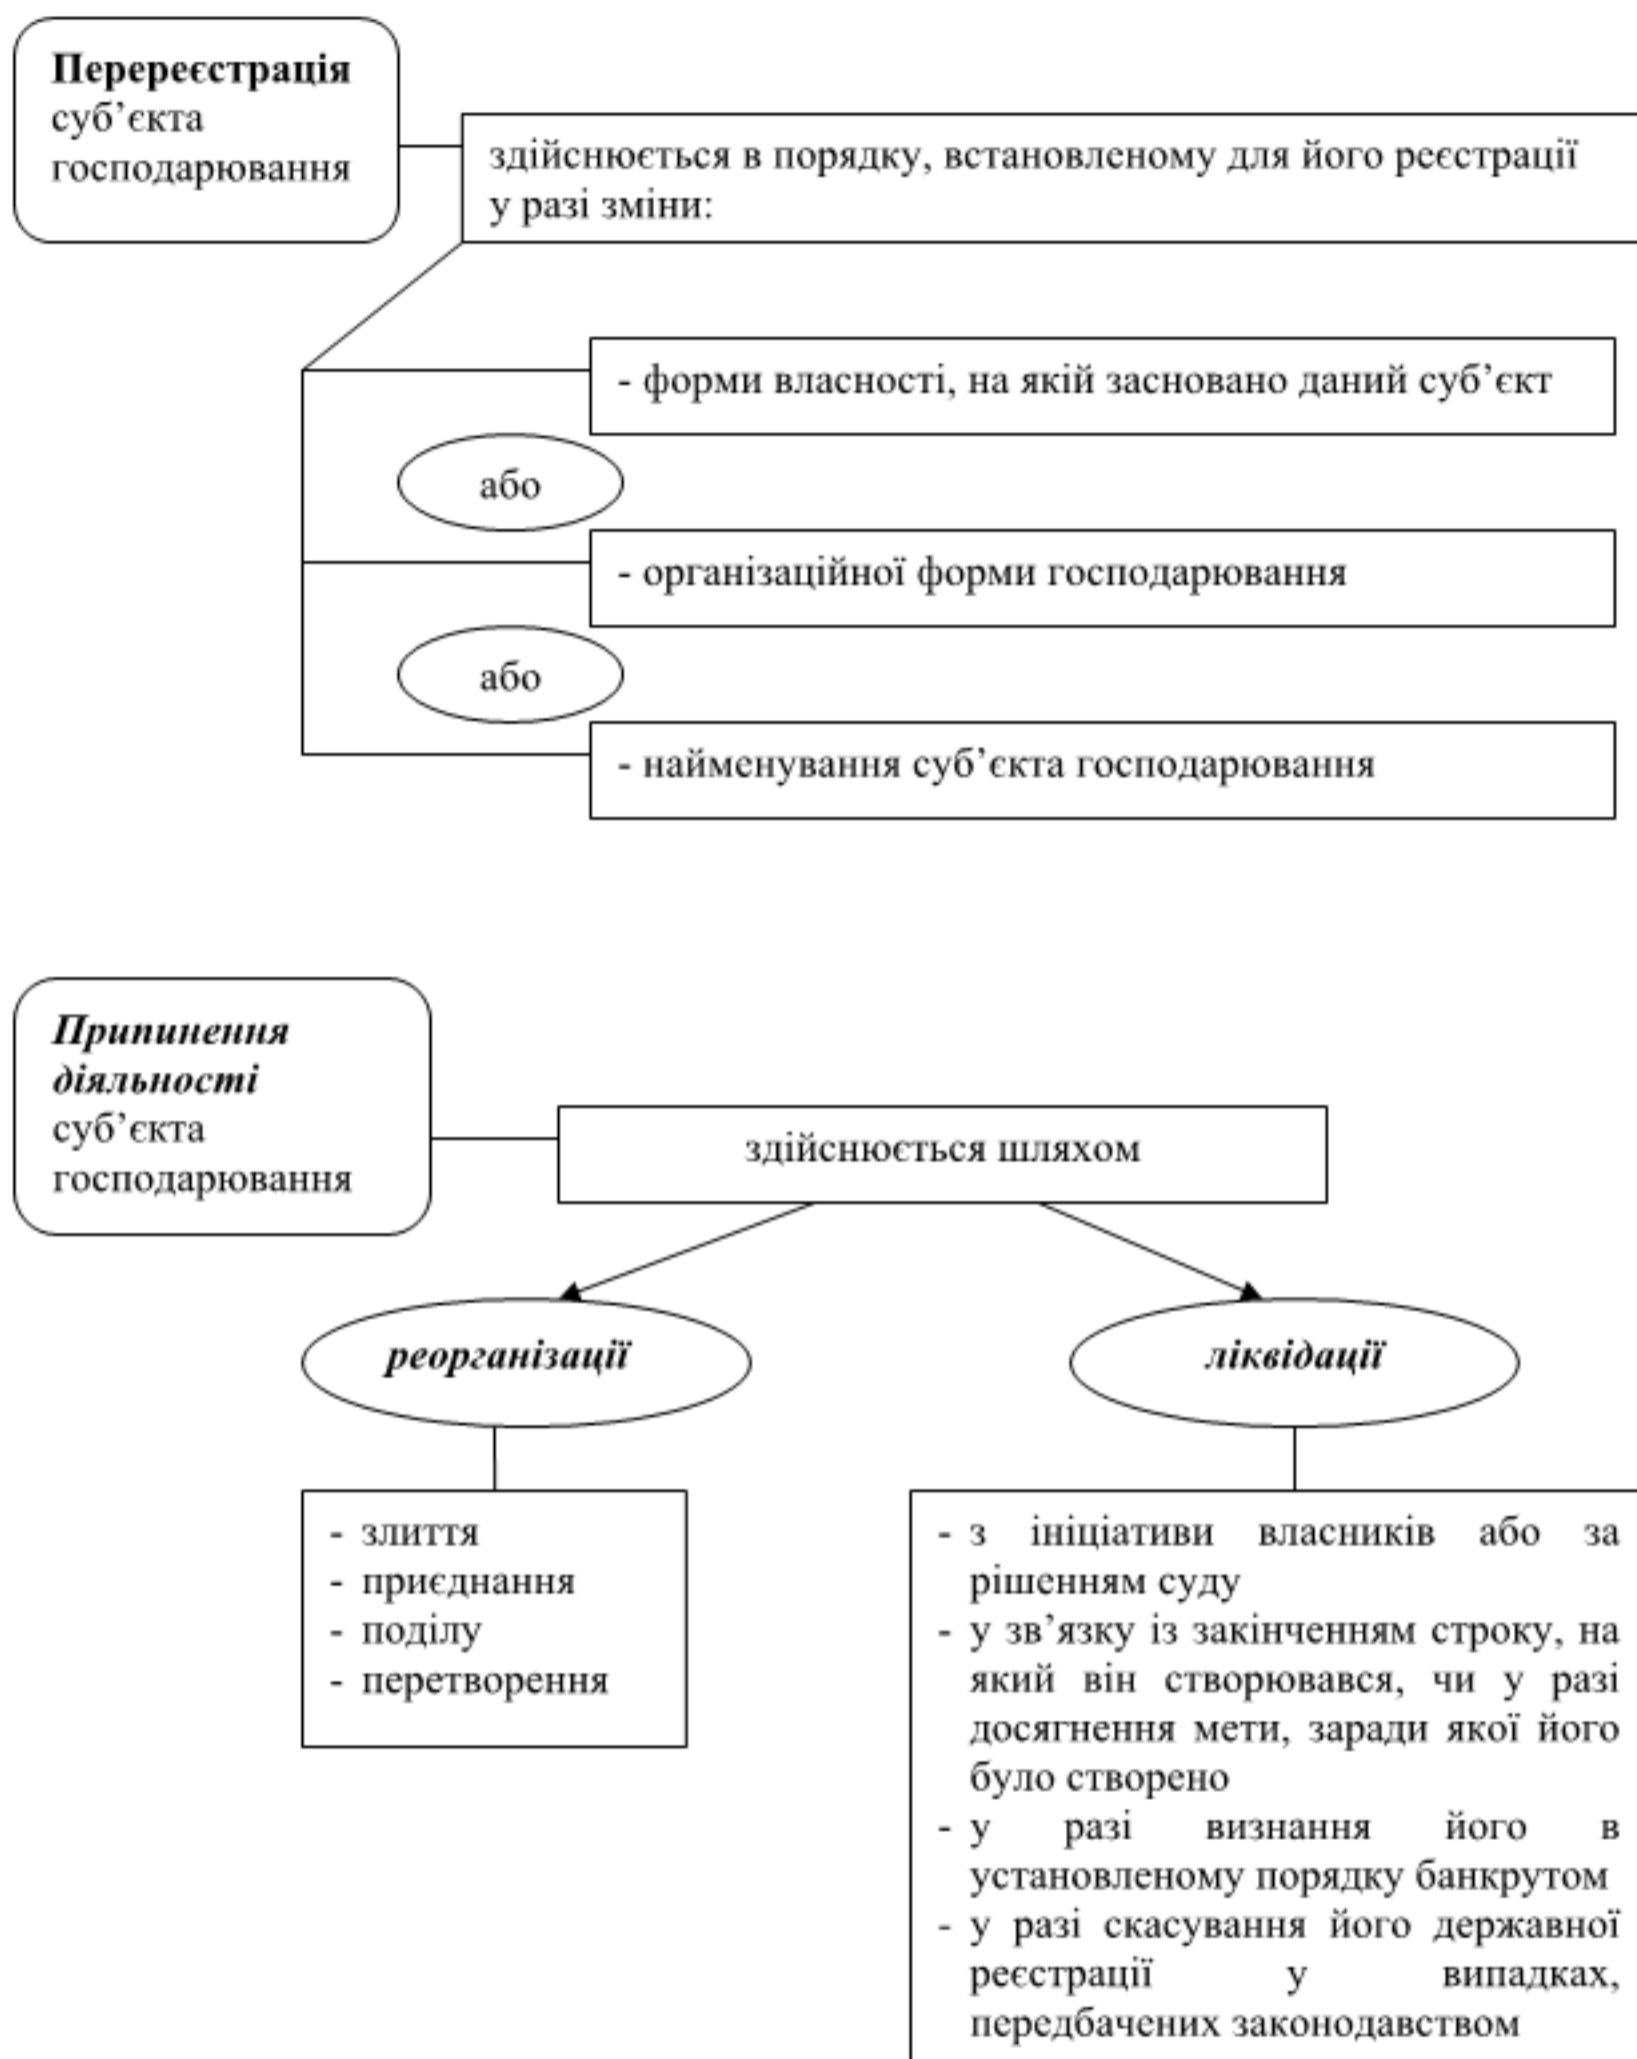 Перереєстрація
суб’єкта
господарювання
здійснюється в порядку, встановленому для його реєстрації
у разі зміни:
- форми власності, на якій засновано даний суб’єкт
або
- організаційної форми господарювання
або
- найменування суб’єкта господарювання
Припинення
діяльності
суб’єкта
господарювання
здійснюється шляхом
реорганізації
ліквідації
- злиття
- приєднання
- поділу
- перетворення
- з ініціативи власників або за
рішенням суду
- у зв’язку із закінченням строку, на
який він створювався, чи у разі
досягнення мети, заради якої його
було створено
- у разі визнання його в
установленому порядку банкрутом
- у разі скасування його державної
реєстрації у випадках,
передбачених законодавством